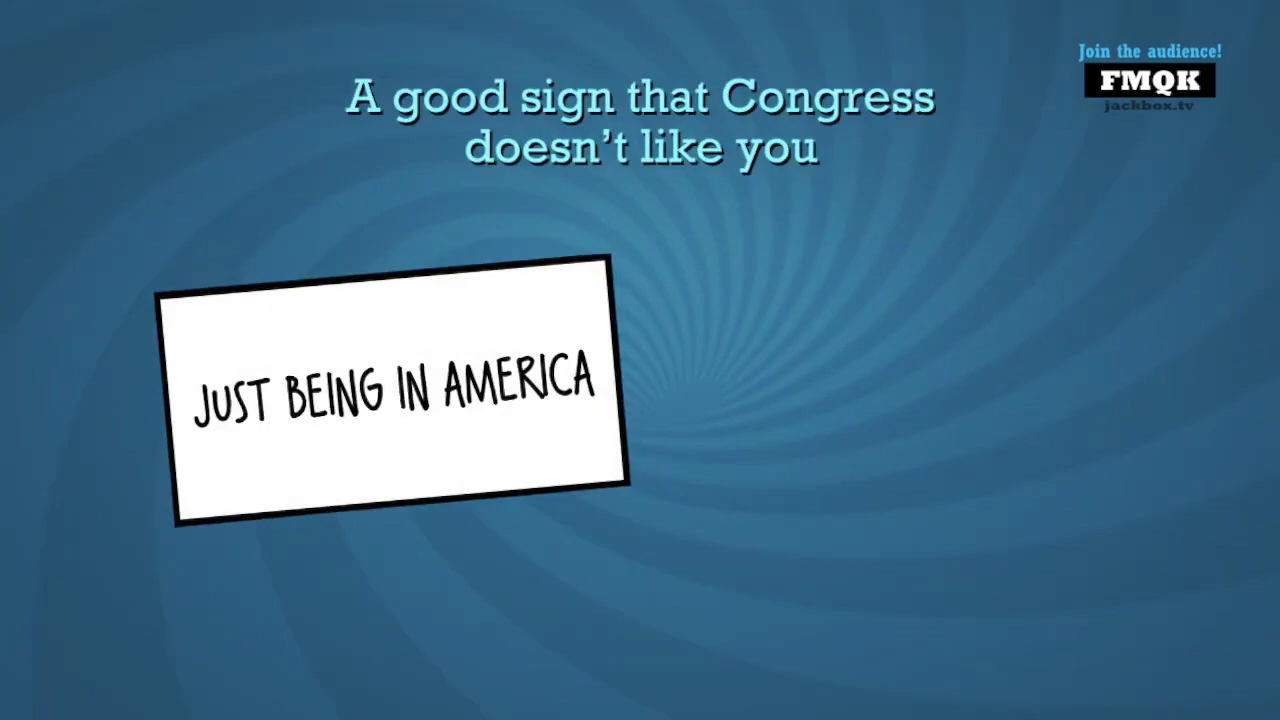 Join the audience!
FMQK
jackbox.tv
A good sign that Congress
doesn't like you
JUST BEING IN AMERICA